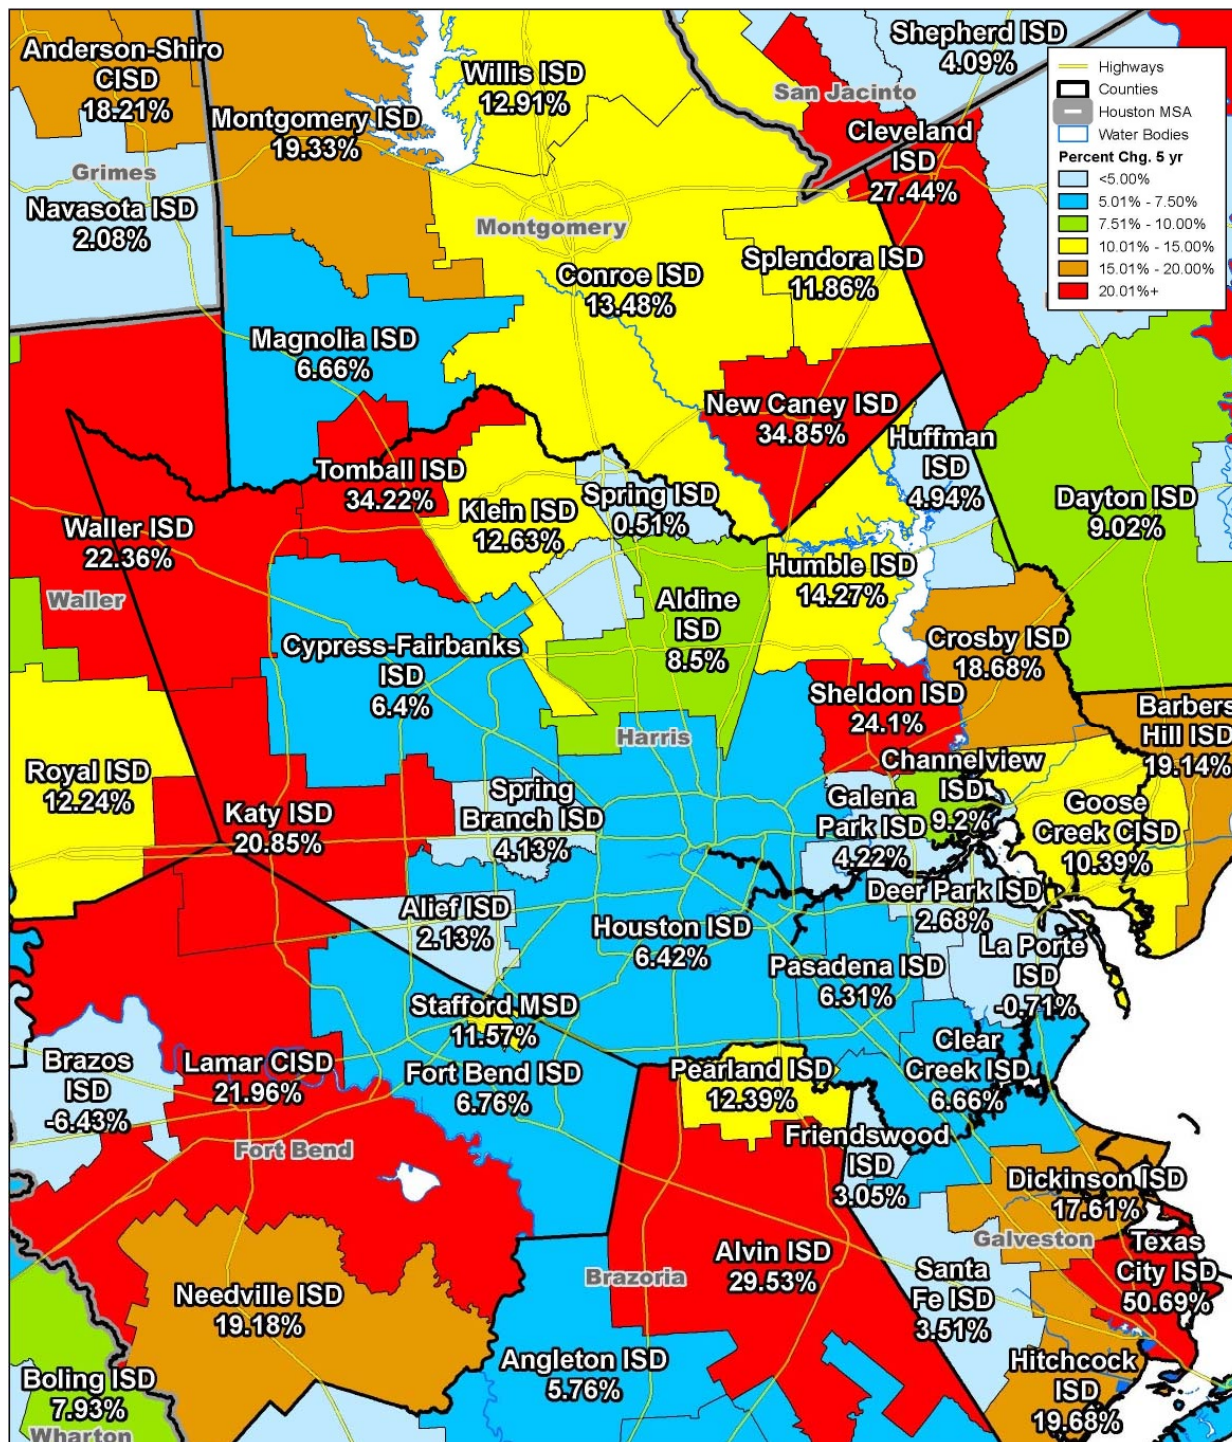 Shepherd ISD
4.09%
Anderson-Shiro
CISD
18.21%
Willis ISD
12.91%
Montgomery ISD
19.33%
San Jacinto
Cleveland
ISD
27.44%
Highways
Counties
Houston MSA
Water Bodies
Percent Chg. 5 yr
<5.00%
5.01% - 7.50%
7.51% - 10.00%
10.01% - 15.00%
15.01% - 20.00%
20.01%+
Grimes
Navasota ISD
2.08%
Montgomery
Conroe ISD
13.48%
Splendora ISD
11.86%
Magnolia ISD
6.66%
New Caney ISD
34.85%
Huffman
ISD
4.94%
Tomball ISD
34.22%
Klein ISD
12.63%
Spring ISD
0.51%
Dayton ISD
9.02%
Waller ISD
22.36%
Waller
Humble ISD
14.27%
Aldine
ISD
8.5%
Cypress-Fairbanks
ISD
6.4%
Crosby ISD
18.68%
Sheldon ISD
24.1%
Harris
Barbers
Hill ISD
19.14%
Royal ISD
12.24%
Katy ISD
20.85%
Spring
Branch ISD
4.13%
Channelview
ISD
9.2%
Galena
Park ISD
4.22%
Goose
Creek CISD
10.39%
Deer Park ISD
2.68%
Alief ISD
2.13%
Houston ISD
6.42%
Pasadena ISD
6.31%
La Porte
ISD
-0.71%
Stafford MSD
11.57%
Brazos
ISD
-6.43%
Lamar CISD
21.96%
Fort Bend ISD
6.76%
Pearland ISD
12.39%
Clear
Creek ISD
6.66%
Fort Bend
Friendswood
ISD
3.05%
Dickinson ISD
17.61%
Galveston
Texas
City ISD
50.69%
Alvin ISD
29.53%
Brazoria
Santa
Fe ISD
3.51%
Needville ISD
19.18%
Angleton ISD
5.76%
Hitchcock
ISD
19.68%
Boling ISD
7.93%
Wharton